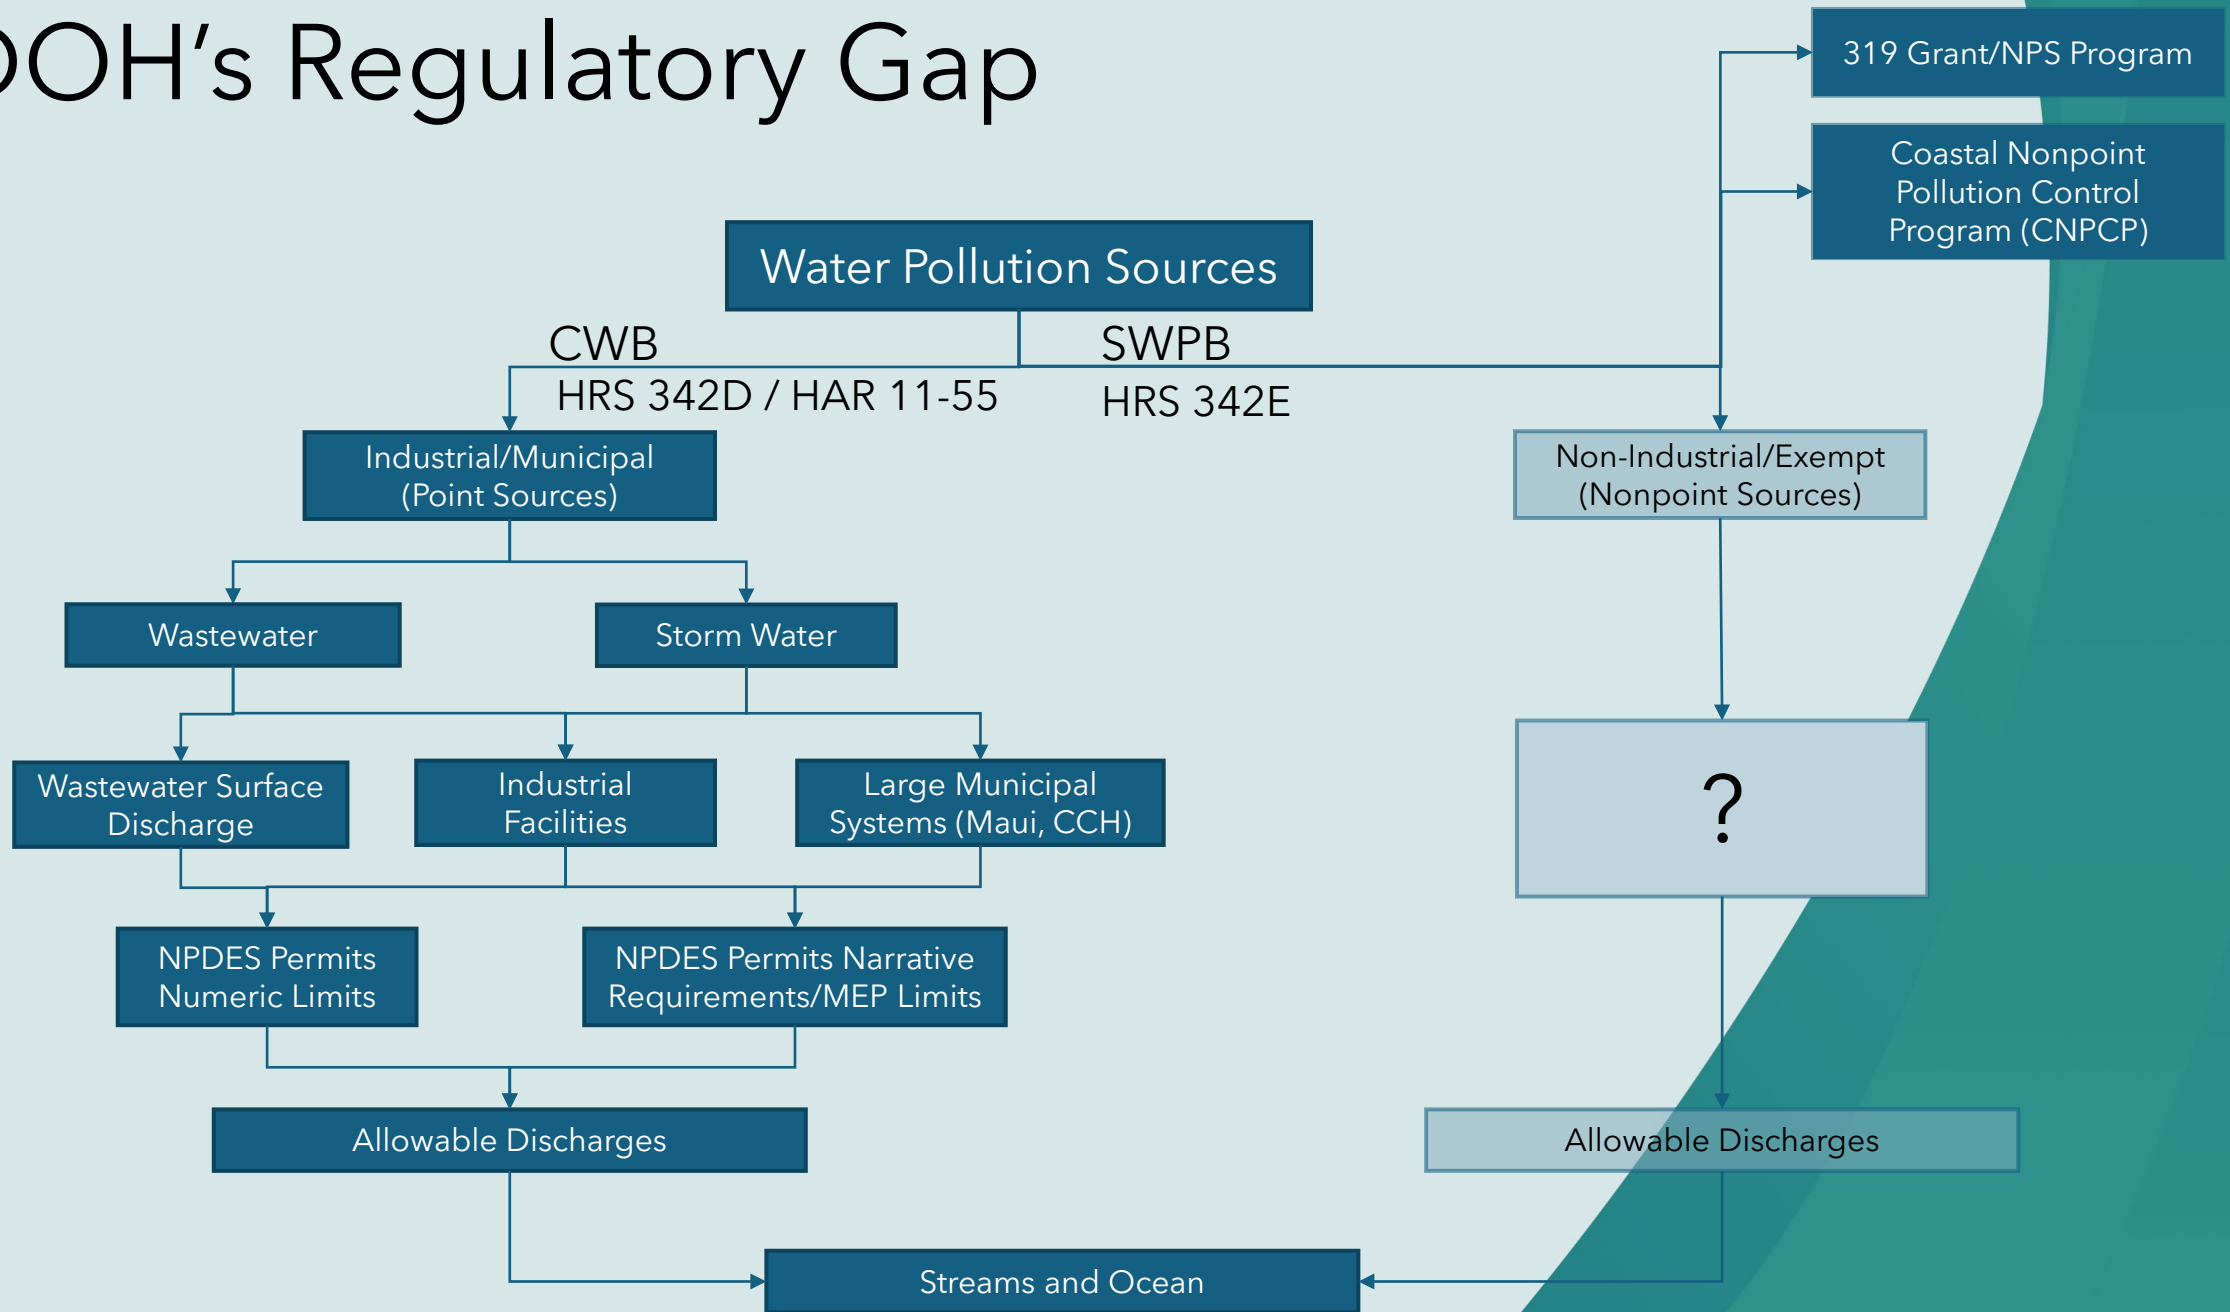 DOH’s Regulatory Gap
319 Grant/NPS Program
Coastal Nonpoint
Pollution Control
Program (CNPCP)
Water Pollution Sources
CWB
HRS 342D / HAR 11-55
SWPB
HRS 342E
Industrial/Municipal
(Point Sources)
Non-Industrial/Exempt
(Nonpoint Sources)
Wastewater
Storm Water
Wastewater Surface
Discharge
Industrial
Facilities
Large Municipal
Systems (Maui, CCH)
?
NPDES Permits
Numeric Limits
NPDES Permits Narrative
Requirements/MEP Limits
Allowable Discharges
Allowable Discharges
Streams and Ocean